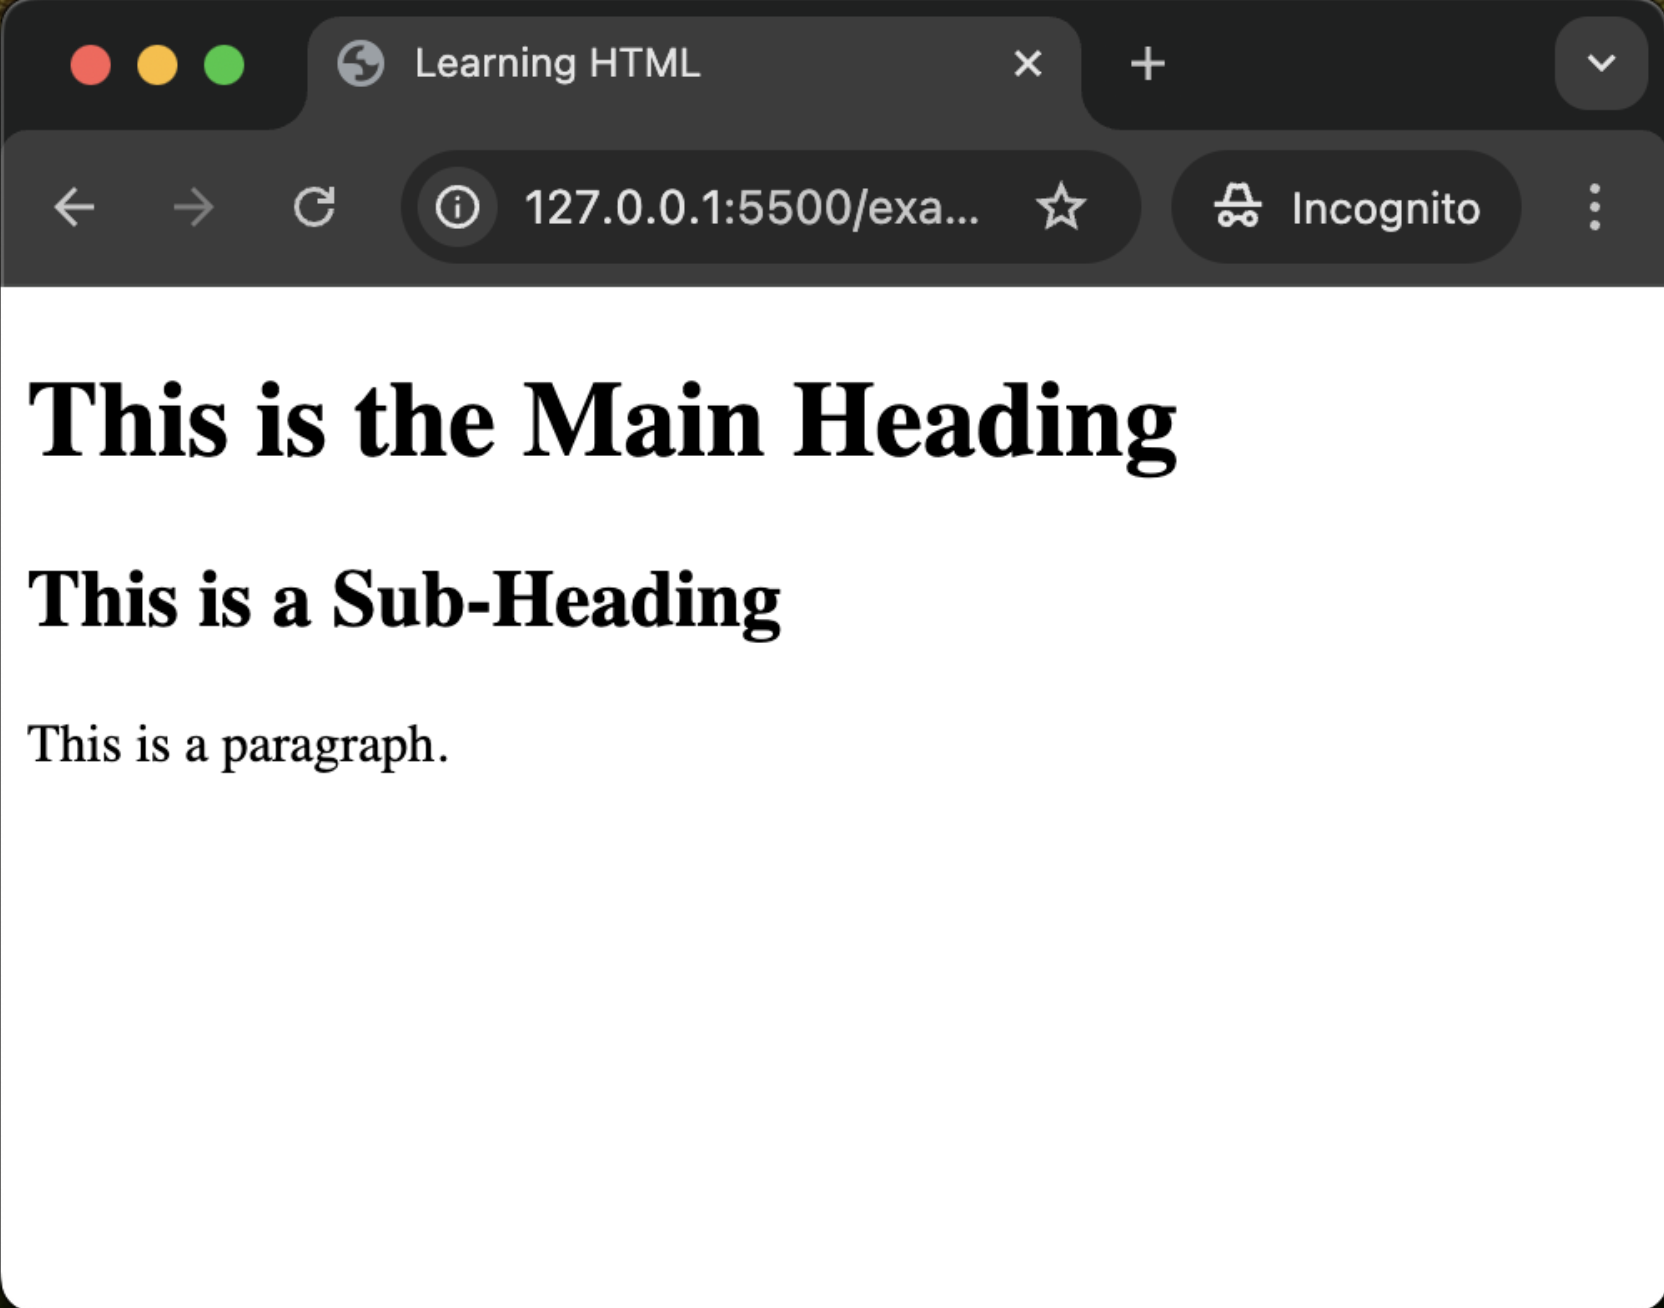 Learning HTML
127.0.0.1:5500/exa...
Incognito
This is the Main Heading
This is a Sub-Heading
This is a paragraph.